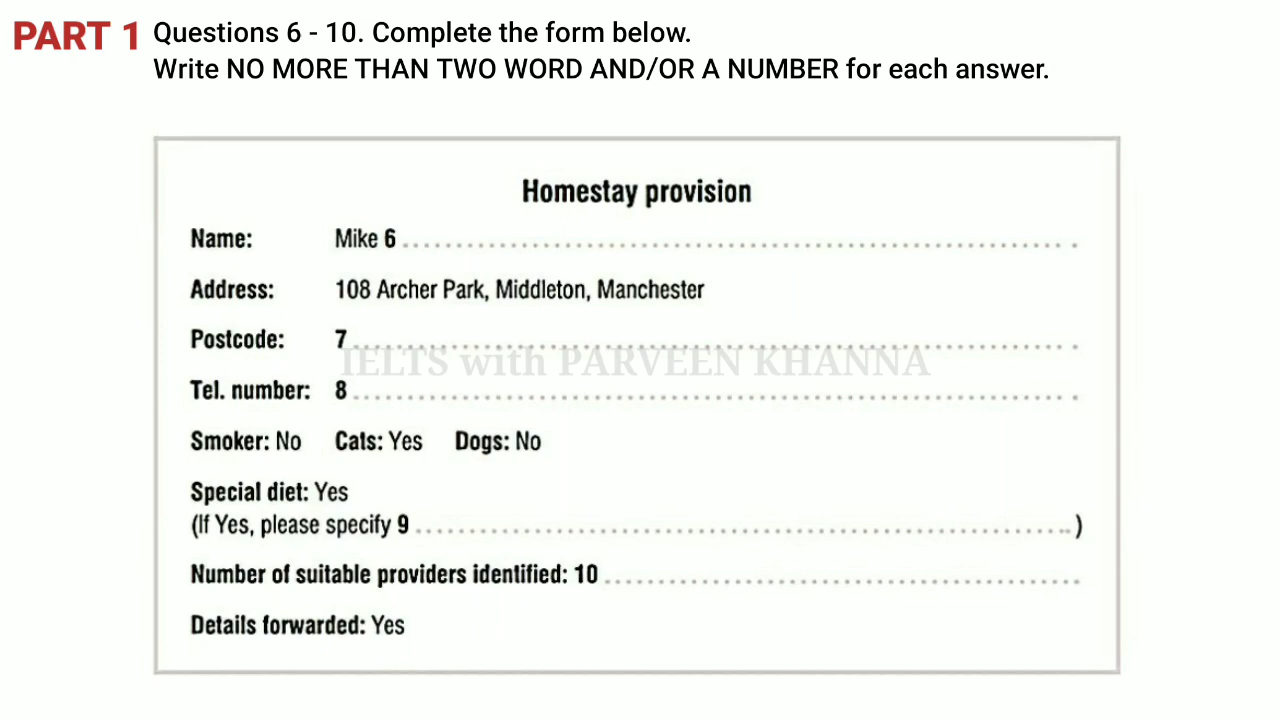 PART 1 Questions 6 - 10. Complete the form below.
Write NO MORE THAN TWO WORD AND/OR A NUMBER for each answer.
Homestay provision
Name: Mike 6 ........................................
Address: 108 Archer Park, Middleton, Manchester
Postcode: 7 ........................................
IELTS with PARVEEN KHANNA
Tel. number: 8 ........................................
Smoker: No Cats: Yes Dogs: No
Special diet: Yes
(If Yes, please specify 9 ........................................)
Number of suitable providers identified: 10 ........................................
Details forwarded: Yes